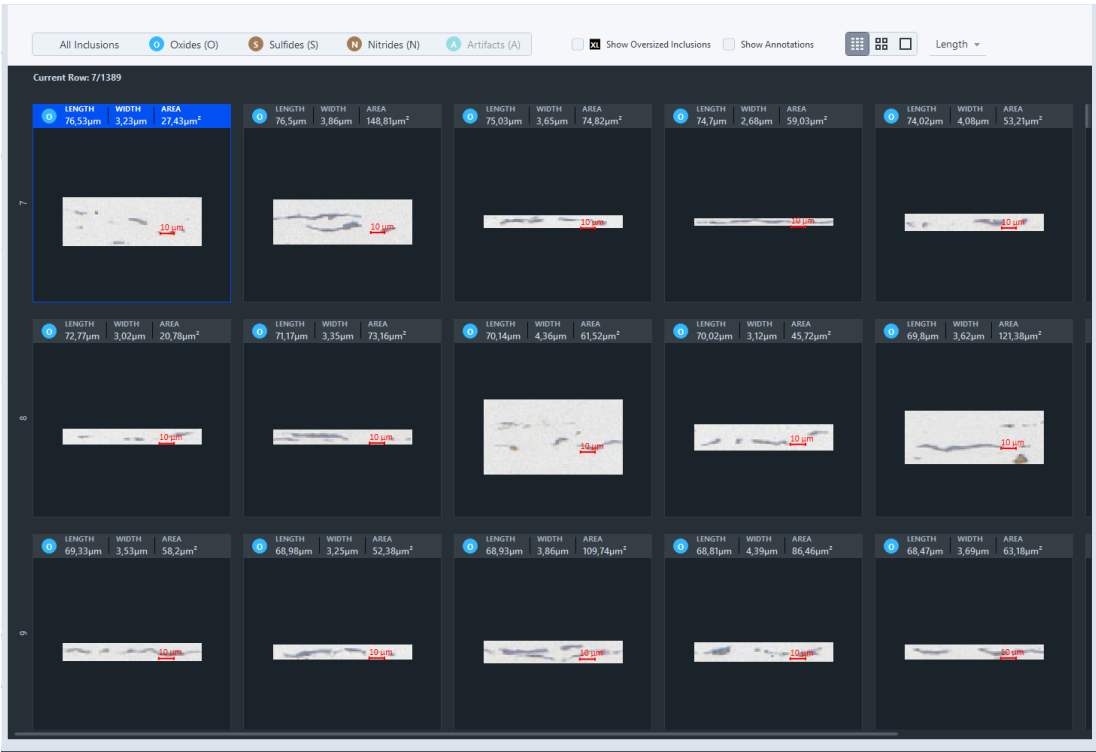 All Inclusions O Oxides (O) S Sulfides (S) N Nitrides (N) A Artifacts (A) XL Show Oversized Inclusions Show Annotations Length
Current Row: 7/1389
O LENGTH WIDTH AREA O LENGTH WIDTH AREA O LENGTH WIDTH AREA O LENGTH WIDTH AREA O LENGTH WIDTH AREA
76,53µm 3,23µm 27,43µm² 76,5µm 3,86µm 148,81µm² 75,03µm 3,65µm 74,82µm² 74,7µm 2,68µm 59,03µm² 74,02µm 4,08µm 53,21µm²
7
10 µm 10 µm 10 µm 10 µm 10 µm
O LENGTH WIDTH AREA O LENGTH WIDTH AREA O LENGTH WIDTH AREA O LENGTH WIDTH AREA O LENGTH WIDTH AREA
72,77µm 3,02µm 20,78µm² 71,17µm 3,35µm 73,16µm² 70,14µm 4,36µm 61,52µm² 70,02µm 3,12µm 45,72µm² 69,8µm 3,62µm 121,38µm²
8
10 µm 10 µm 10 µm 10 µm 10 µm
O LENGTH WIDTH AREA O LENGTH WIDTH AREA O LENGTH WIDTH AREA O LENGTH WIDTH AREA O LENGTH WIDTH AREA
69,33µm 3,53µm 58,2µm² 68,98µm 3,25µm 52,38µm² 68,93µm 3,86µm 109,74µm² 68,81µm 4,39µm 86,46µm² 68,47µm 3,69µm 63,18µm²
9
10 µm 10 µm 10 µm 10 µm 10 µm